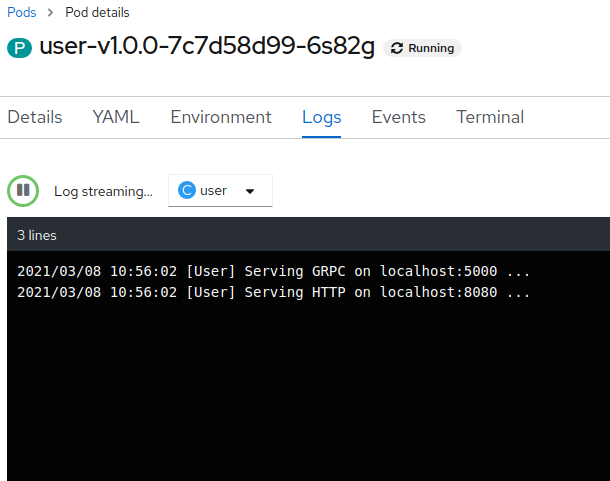 Pods > Pod details
P user-v1.0.0-7c7d58d99-6s82g Running
Details YAML Environment Logs Events Terminal
Log streaming... C user
3 lines
2021/03/08 10:56:02 [User] Serving GRPC on localhost:5000 ...
2021/03/08 10:56:02 [User] Serving HTTP on localhost:8080 ...